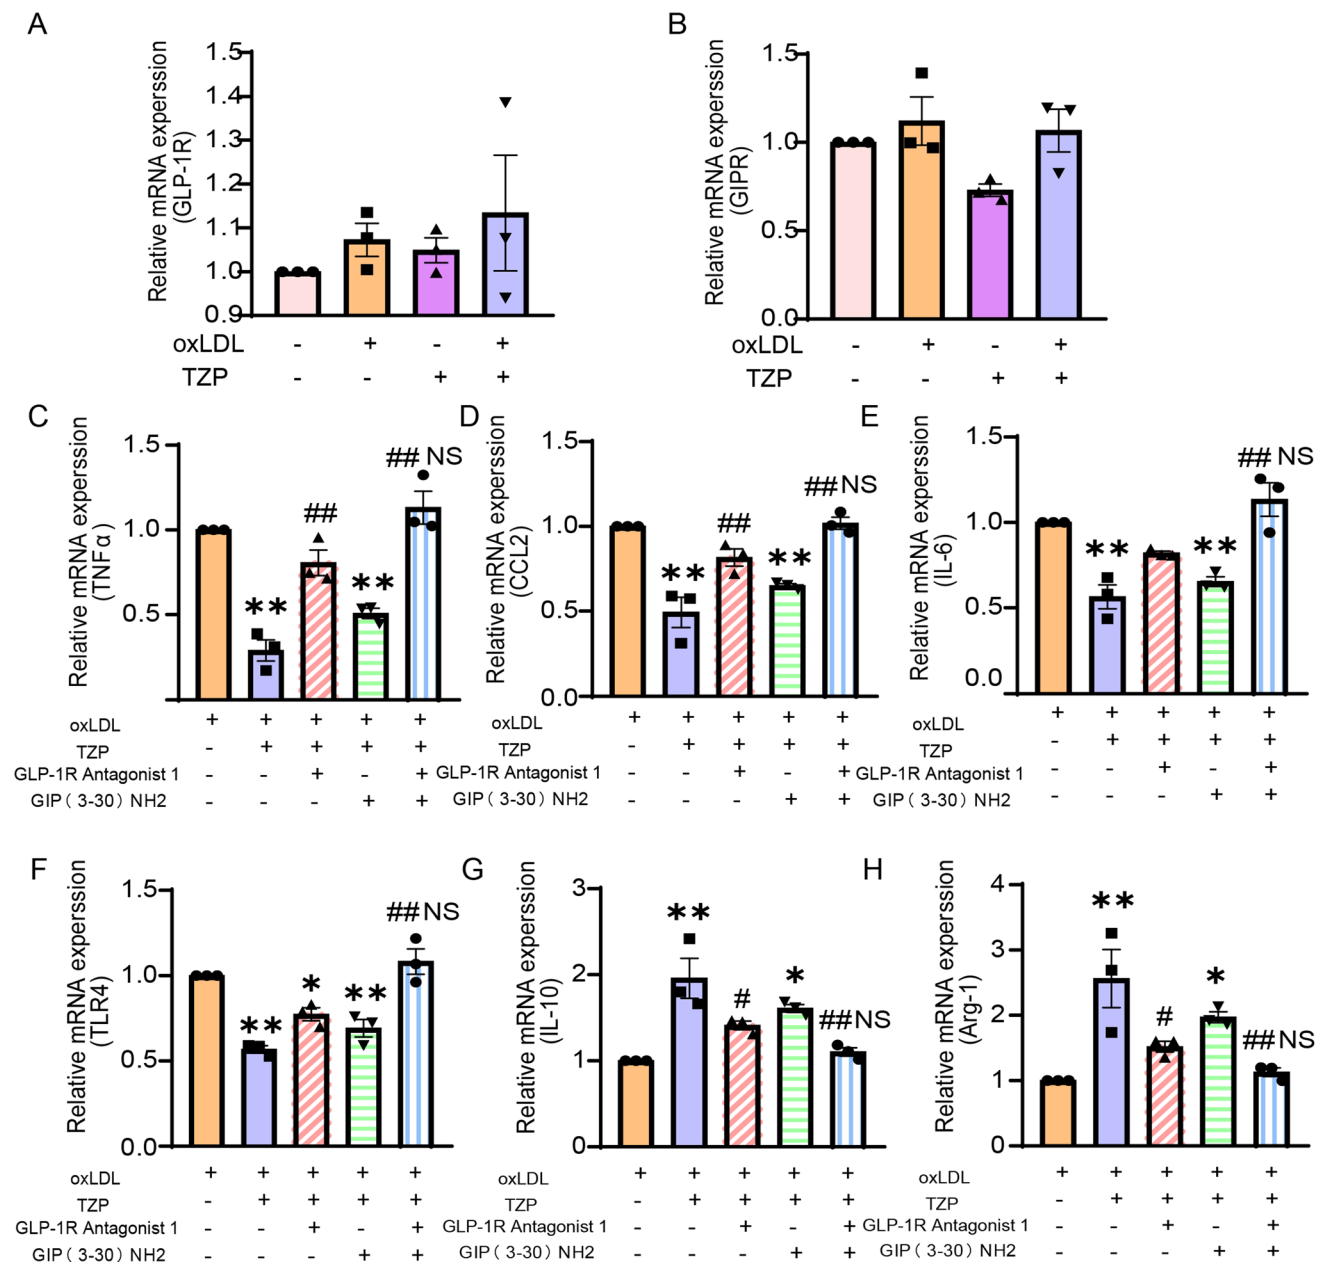 A
Relative mRNA experssion
(GLP-1R)
1.5
1.4
1.3
1.2
1.1
1.0
0.9
oxLDL - + - +
TZP - - + +
B
Relative mRNA experssion
(GIPR)
1.5
1.0
0.5
0.0
oxLDL - + - +
TZP - - + +
C
Relative mRNA experssion
(TNFα)
1.5
1.0
0.5
** ## ** ## NS
oxLDL + + + + +
TZP - + + + +
GLP-1R Antagonist 1 - - + - +
GIP(3-30)NH2 - - - + +
D
Relative mRNA experssion
(CCL2)
1.5
1.0
0.5
0.0
** ## ** ## NS
oxLDL + + + + +
TZP - + + + +
GLP-1R Antagonist 1 - - + - +
GIP(3-30)NH2 - - - + +
E
Relative mRNA experssion
(IL-6)
1.5
1.0
0.5
0.0
** ** ## NS
oxLDL + + + + +
TZP - + + + +
GLP-1R Antagonist 1 - - + - +
GIP(3-30)NH2 - - - + +
F
Relative mRNA experssion
(TLR4)
1.5
1.0
0.5
0.0
** * ** ## NS
oxLDL + + + + +
TZP - + + + +
GLP-1R Antagonist 1 - - + - +
GIP(3-30)NH2 - - - + +
G
Relative mRNA experssion
(IL-10)
3
2
1
0
** # * ## NS
oxLDL + + + + +
TZP - + + + +
GLP-1R Antagonist 1 - - + - +
GIP(3-30)NH2 - - - + +
H
Relative mRNA experssion
(Arg-1)
4
3
2
1
0
** # * ## NS
oxLDL + + + + +
TZP - + + + +
GLP-1R Antagonist 1 - - + - +
GIP(3-30)NH2 - - - + +